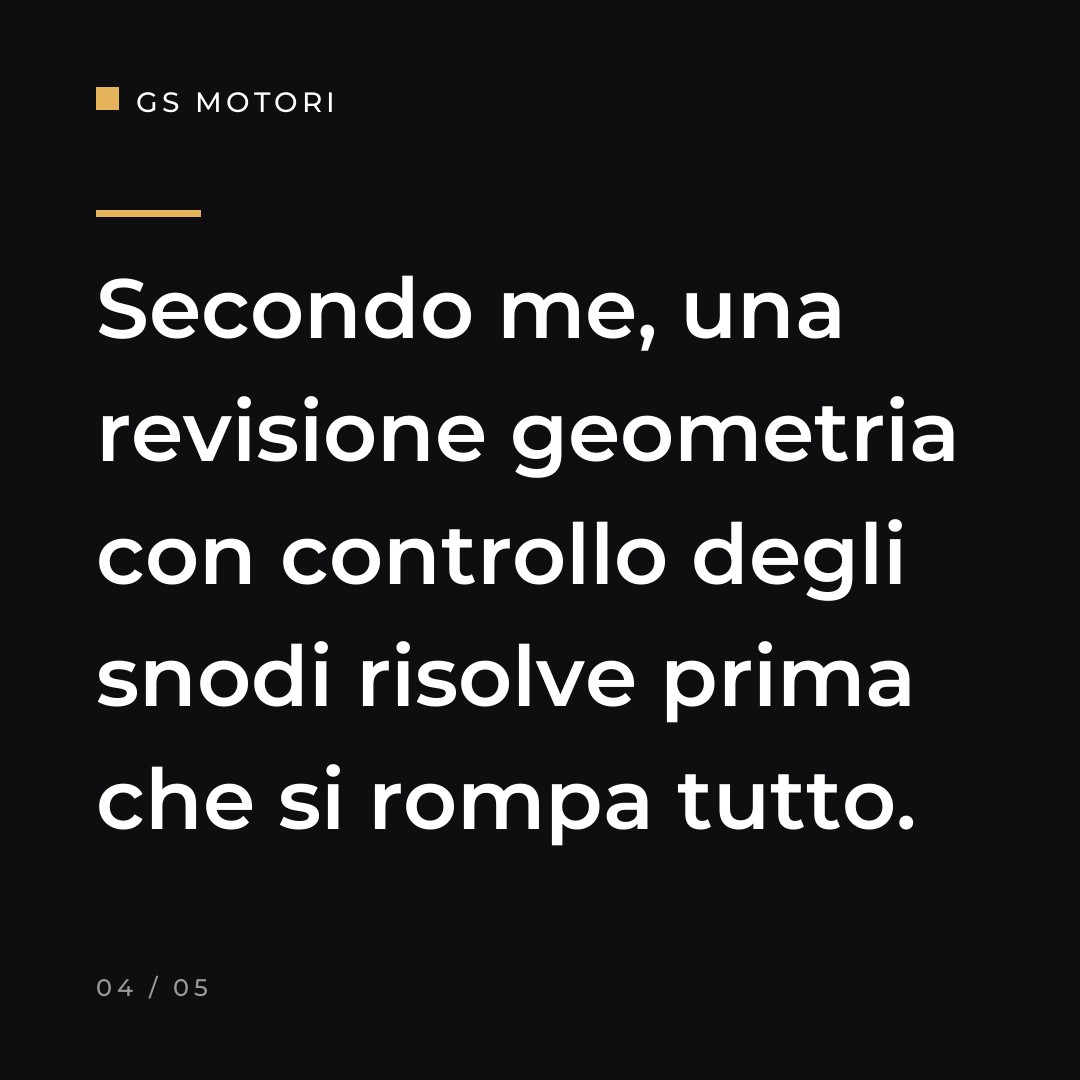 GS MOTORI
Secondo me, una
revisione geometria
con controllo degli
snodi risolve prima
che si rompa tutto.
04 / 05